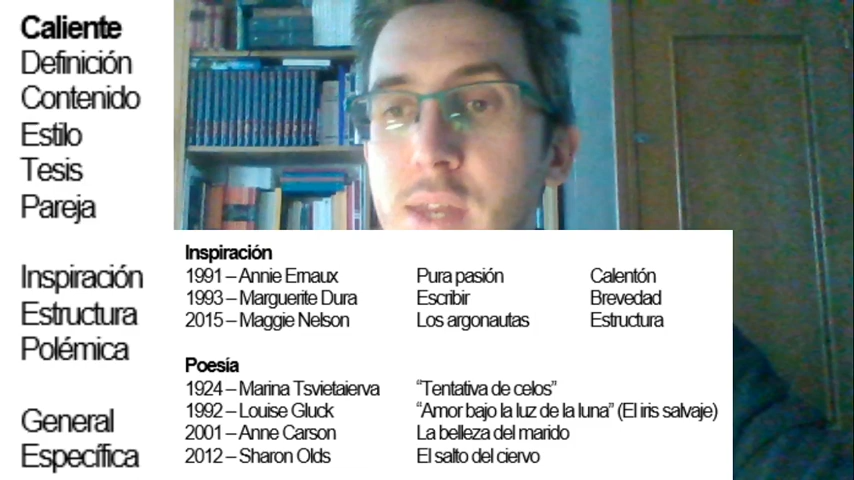 Caliente
Definición
Contenido
Estilo
Tesis
Pareja
Inspiración
Estructura
Polémica
General
Específica
Inspiración
1991 – Annie Ernaux Pura pasión Calentón
1993 – Marguerite Dura Escribir Brevedad
2015 – Maggie Nelson Los argonautas Estructura
Poesía
1924 – Marina Tsvietaierva “Tentativa de celos”
1992 – Louise Gluck “Amor bajo la luz de la luna” (El iris salvaje)
2001 – Anne Carson La belleza del marido
2012 – Sharon Olds El salto del ciervo